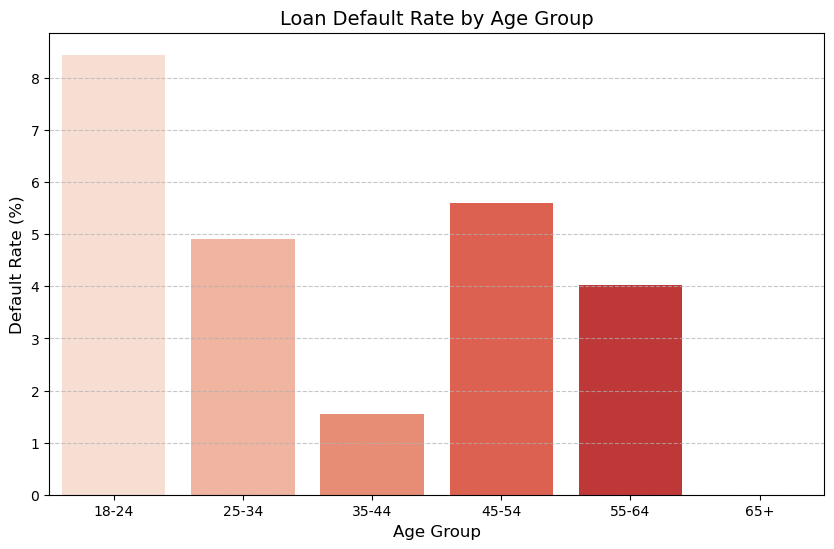 Loan Default Rate by Age Group
Default Rate (%)
8
7
6
5
4
3
2
1
0
18-24 25-34 35-44 45-54 55-64 65+
Age Group